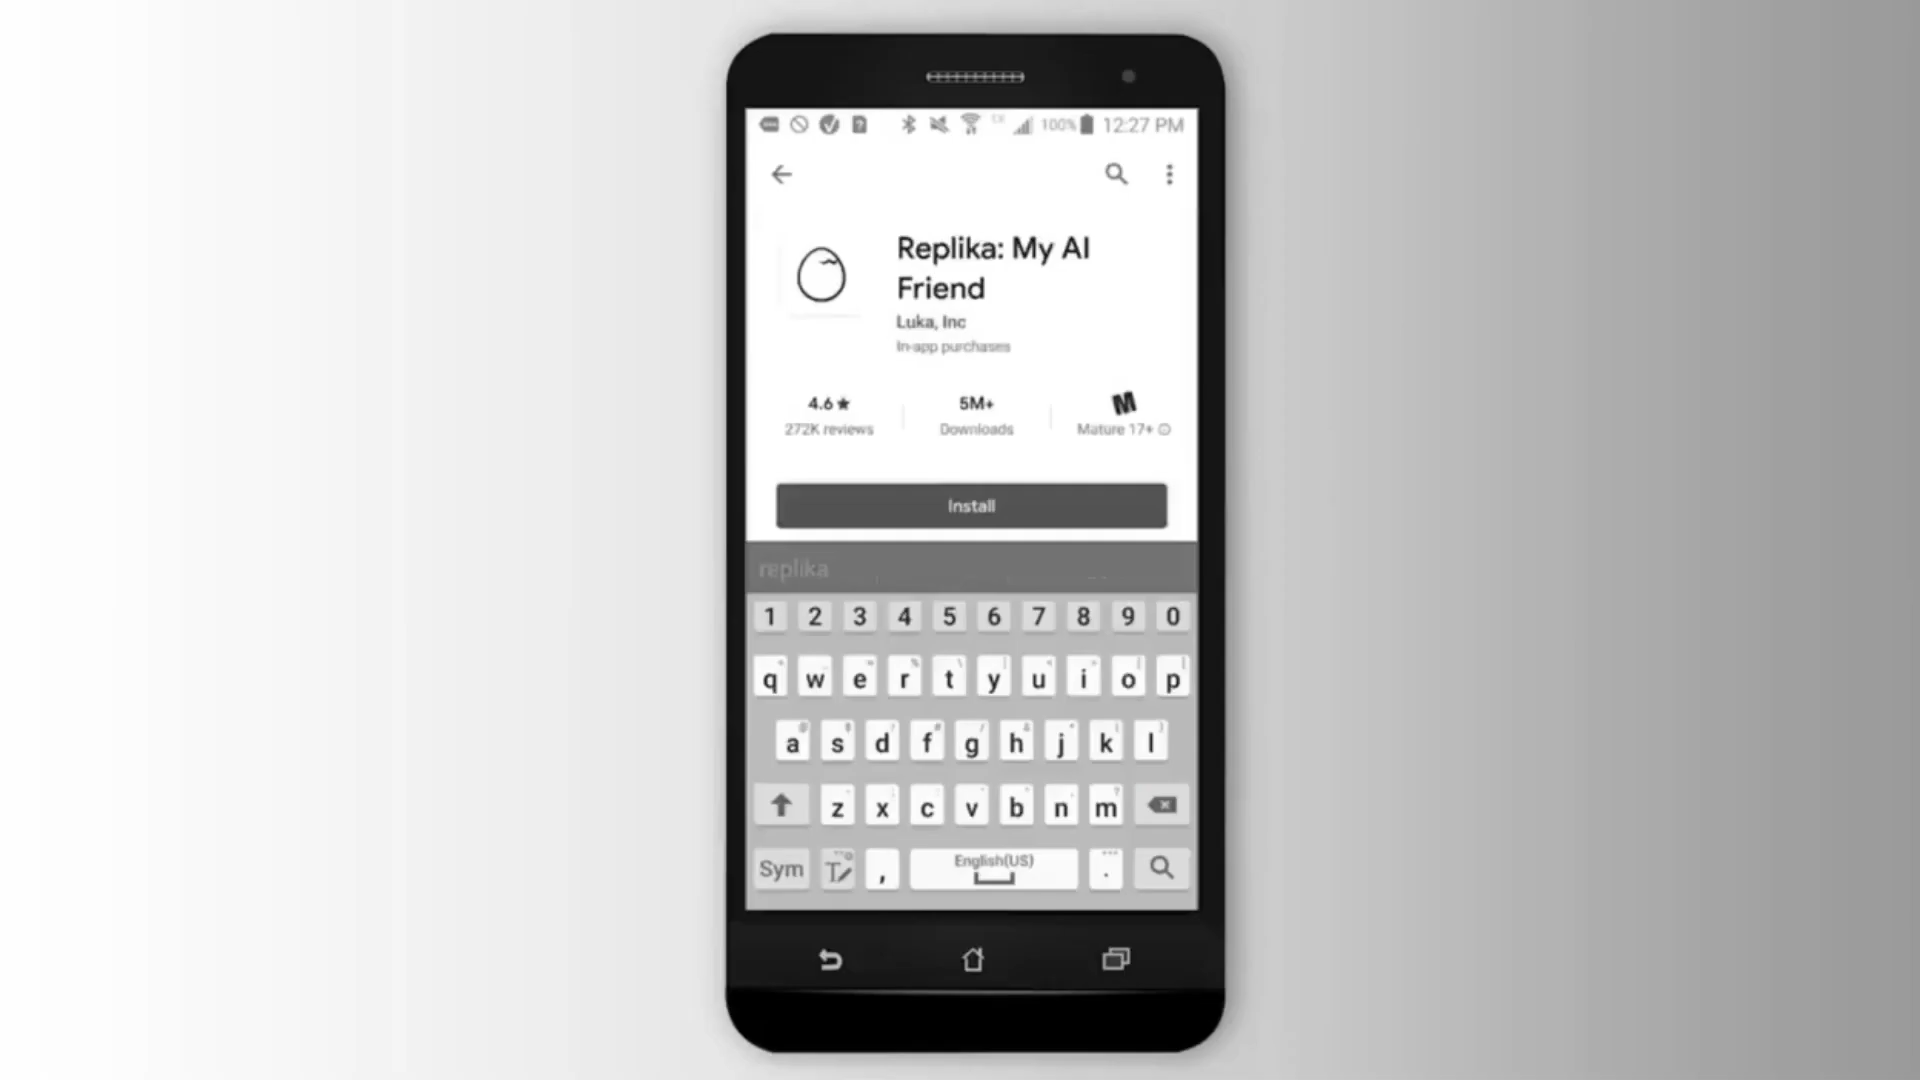 100% 12:27 PM
Replika: My AI
Friend
Luka, Inc
In-app purchases
4.6★ 5M+ M
272K reviews Downloads Mature 17+
Install
replika
1 2 3 4 5 6 7 8 9 0
q w e r t y u i o p
a s d f g h j k l
z x c v b n m
Sym T , English(US) .